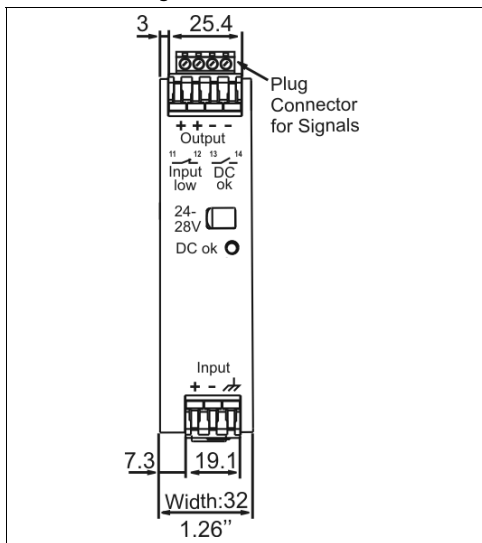 3 25.4
Plug
Connector
for Signals
+ + - -
Output
11 12 13 14
Input DC
low ok
24-
28V
DC ok
Input
+ -
7.3 19.1
Width:32
1.26"